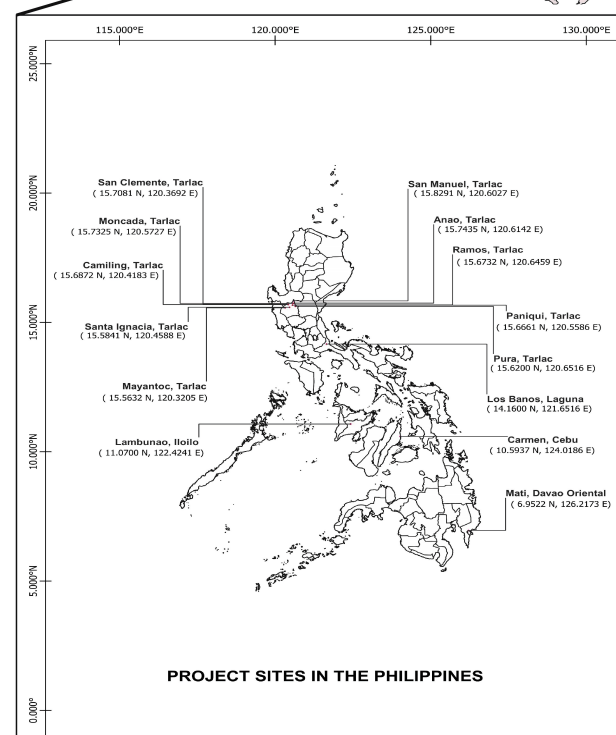 115.000°E 120.000°E 125.000°E 130.000°E
25.000°N
20.000°N
15.000°N
10.000°N
5.000°N
0.000°
San Clemente, Tarlac
( 15.7081 N, 120.3692 E)
Moncada, Tarlac
( 15.7325 N, 120.5727 E)
Camiling, Tarlac
( 15.6872 N, 120.4183 E)
Santa Ignacia, Tarlac
( 15.5841 N, 120.4588 E)
Mayantoc, Tarlac
( 15.5632 N, 120.3205 E)
Lambunao, Iloilo
( 11.0700 N, 122.4241 E)
San Manuel, Tarlac
( 15.8291 N, 120.6027 E)
Anao, Tarlac
( 15.7435 N, 120.6142 E)
Ramos, Tarlac
( 15.6732 N, 120.6459 E)
Paniqui, Tarlac
( 15.6661 N, 120.5586 E)
Pura, Tarlac
( 15.6200 N, 120.6516 E)
Los Banos, Laguna
( 14.1600 N, 121.6516 E)
Carmen, Cebu
( 10.5937 N, 124.0186 E)
Mati, Davao Oriental
( 6.9522 N, 126.2173 E)
PROJECT SITES IN THE PHILIPPINES